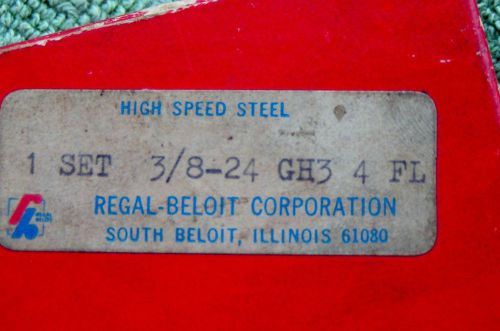 HIGH SPEED STEEL
1 SET 3/8-24 GH3 4 FL
REGAL-BELOIT CORPORATION
SOUTH BELOIT, ILLINOIS 61080